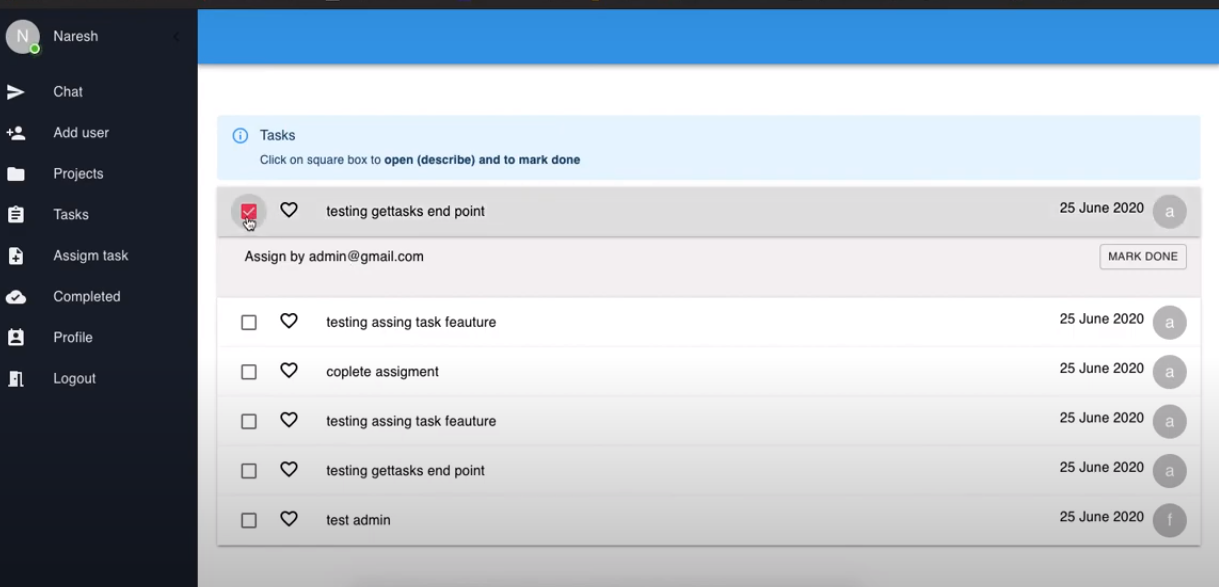 N Naresh
Chat
Add user
Projects
Tasks
Assigm task
Completed
Profile
Logout
Tasks
Click on square box to open (describe) and to mark done
testing gettasks end point 25 June 2020 a
Assign by admin@gmail.com MARK DONE
testing assing task feauture 25 June 2020 a
coplete assigment 25 June 2020 a
testing assing task feauture 25 June 2020 a
testing gettasks end point 25 June 2020 a
test admin 25 June 2020 f